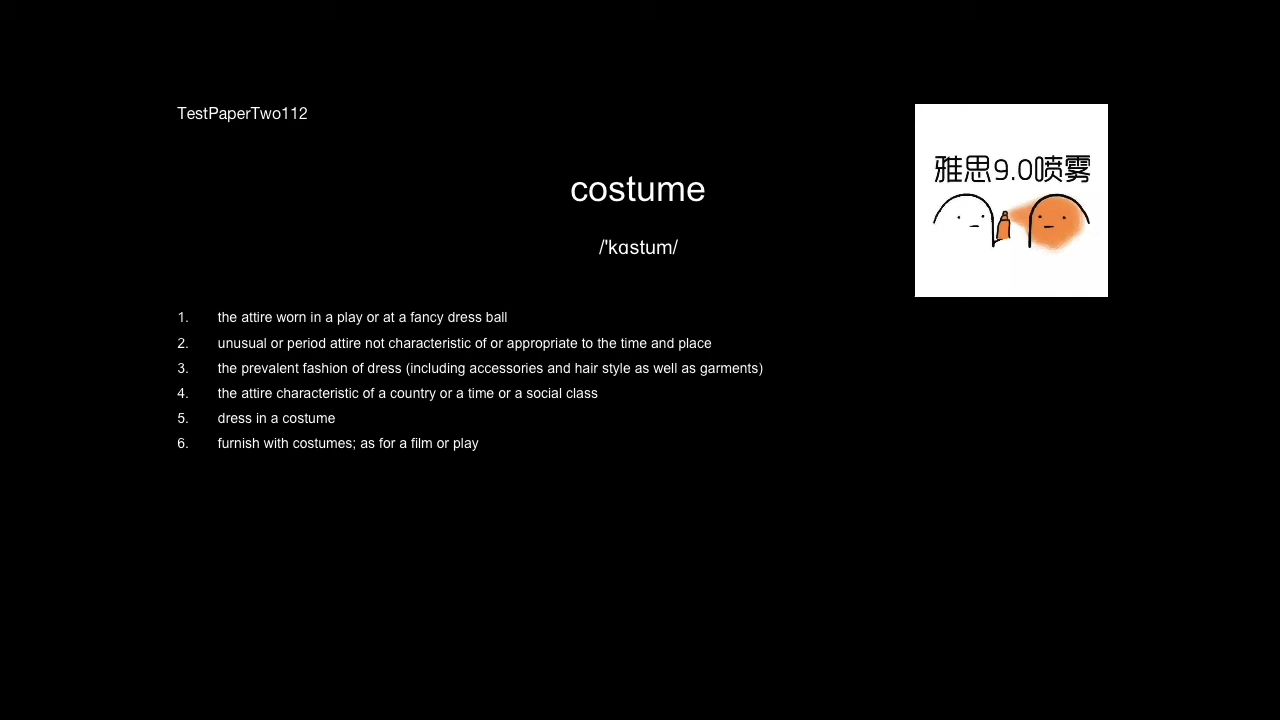 TestPaperTwo112
雅思9.0喷雾
costume
/'kɑstum/
1. the attire worn in a play or at a fancy dress ball
2. unusual or period attire not characteristic of or appropriate to the time and place
3. the prevalent fashion of dress (including accessories and hair style as well as garments)
4. the attire characteristic of a country or a time or a social class
5. dress in a costume
6. furnish with costumes; as for a film or play